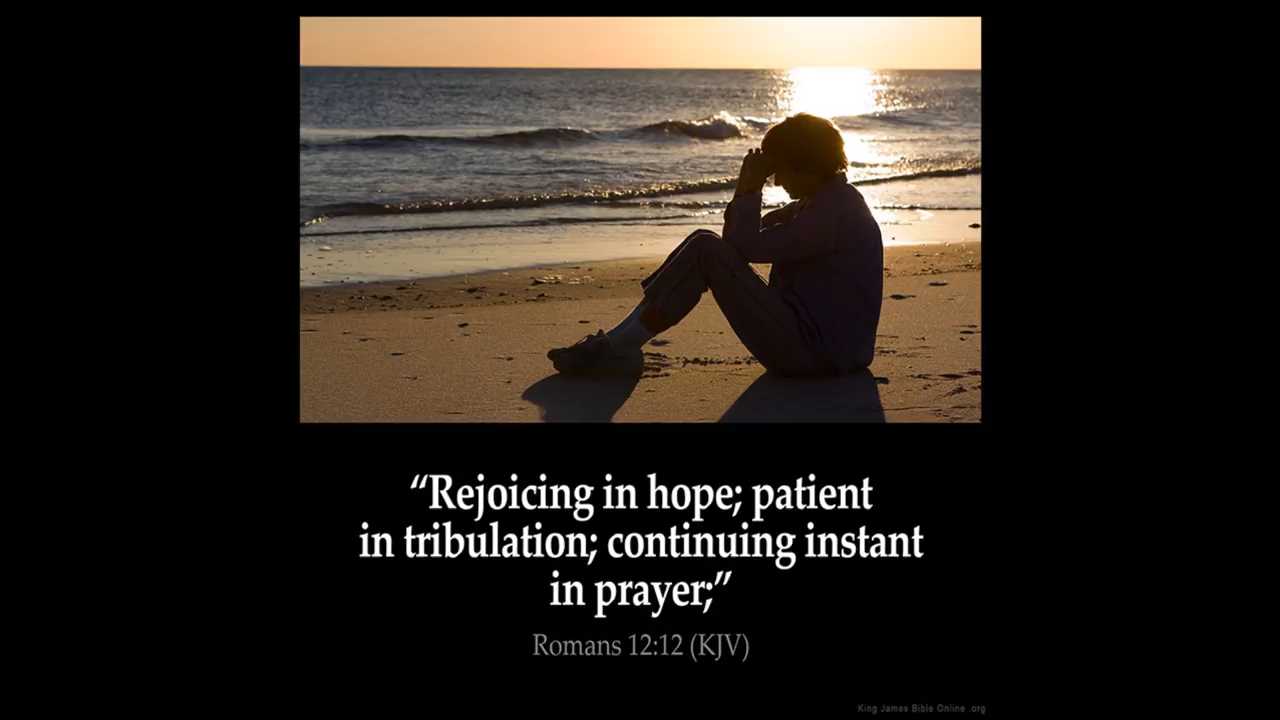 “Rejoicing in hope; patient
in tribulation; continuing instant
in prayer;”
Romans 12:12 (KJV)
King James Bible Online .org